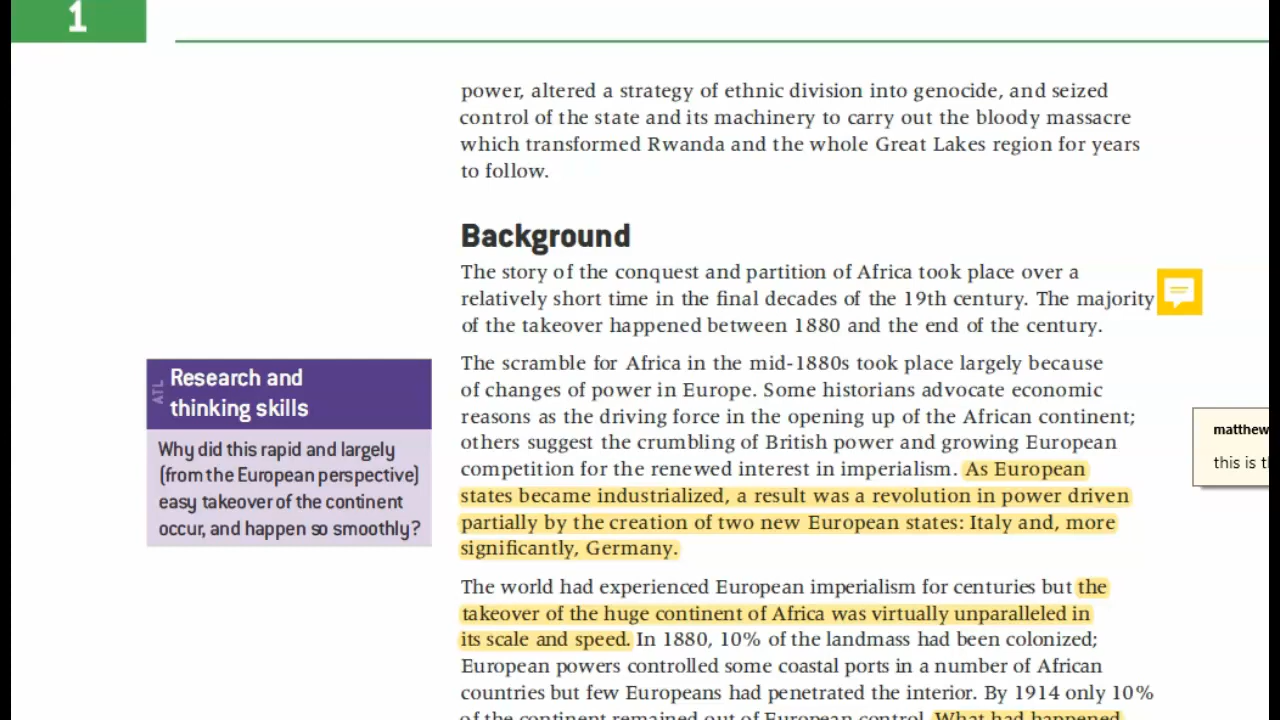 1
power, altered a strategy of ethnic division into genocide, and seized
control of the state and its machinery to carry out the bloody massacre
which transformed Rwanda and the whole Great Lakes region for years
to follow.
Background
The story of the conquest and partition of Africa took place over a
relatively short time in the final decades of the 19th century. The majority
of the takeover happened between 1880 and the end of the century.
ATL
Research and
thinking skills
Why did this rapid and largely
(from the European perspective)
easy takeover of the continent
occur, and happen so smoothly?
The scramble for Africa in the mid-1880s took place largely because
of changes of power in Europe. Some historians advocate economic
reasons as the driving force in the opening up of the African continent;
others suggest the crumbling of British power and growing European
competition for the renewed interest in imperialism. As European
states became industrialized, a result was a revolution in power driven
partially by the creation of two new European states: Italy and, more
significantly, Germany.
matthew
this is
The world had experienced European imperialism for centuries but the
takeover of the huge continent of Africa was virtually unparalleled in
its scale and speed. In 1880, 10% of the landmass had been colonized;
European powers controlled some coastal ports in a number of African
countries but few Europeans had penetrated the interior. By 1914 only 10%
of the continent remained out of European control. What had happened